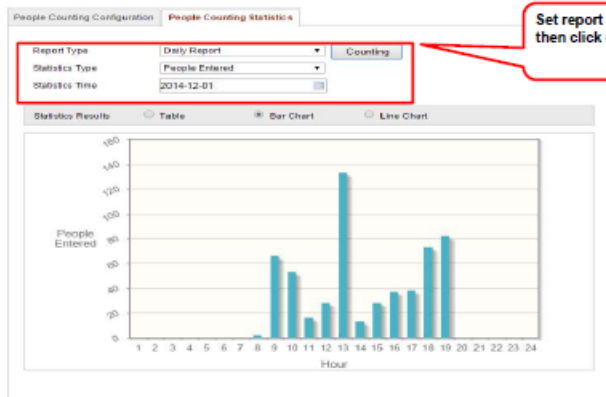 People Counting Configuration People Counting Statistics
Set report
then click
Report Type Daily Report Counting
Statistics Type People Entered
Statistics Time 2014-12-01
Statistics Results Table Bar Chart Line Chart
180
140
120
100
80
60
40
20
0
People
Entered
1 2 3 4 5 6 7 8 9 10 11 12 13 14 15 16 17 18 19 20 21 22 23 24
Hour